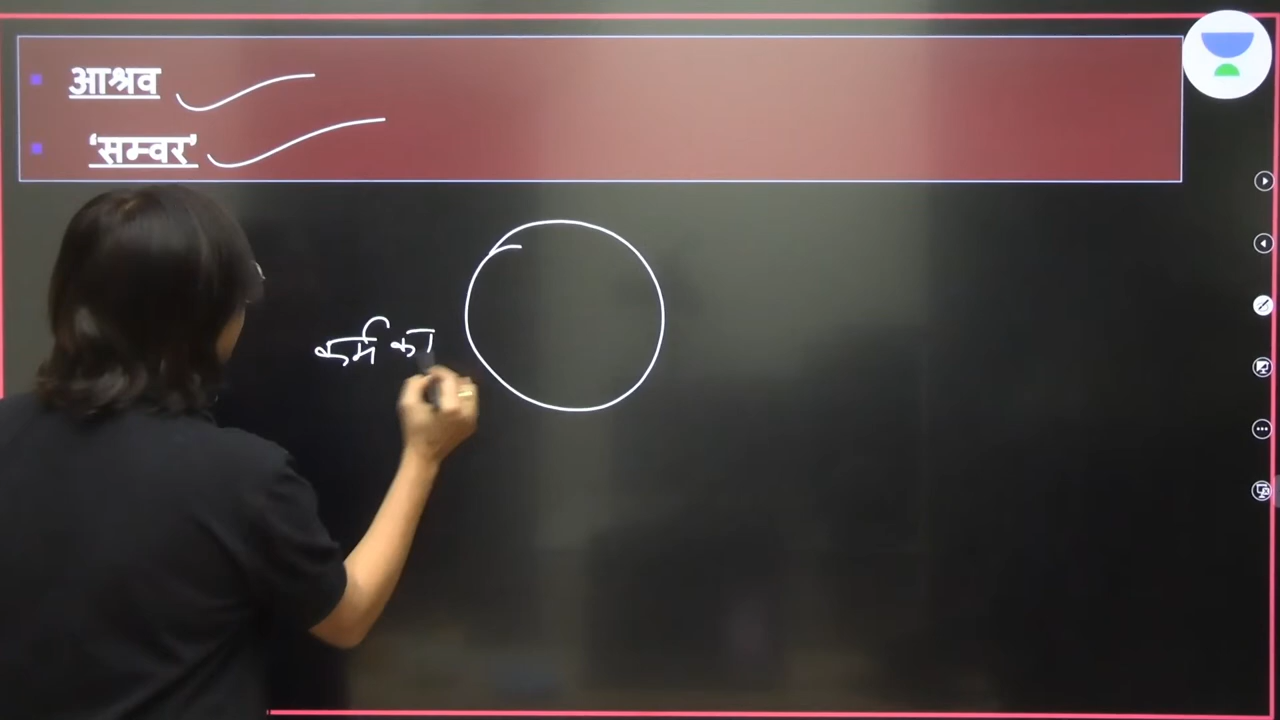 आश्रव
‘सम्वर’
कर्म का